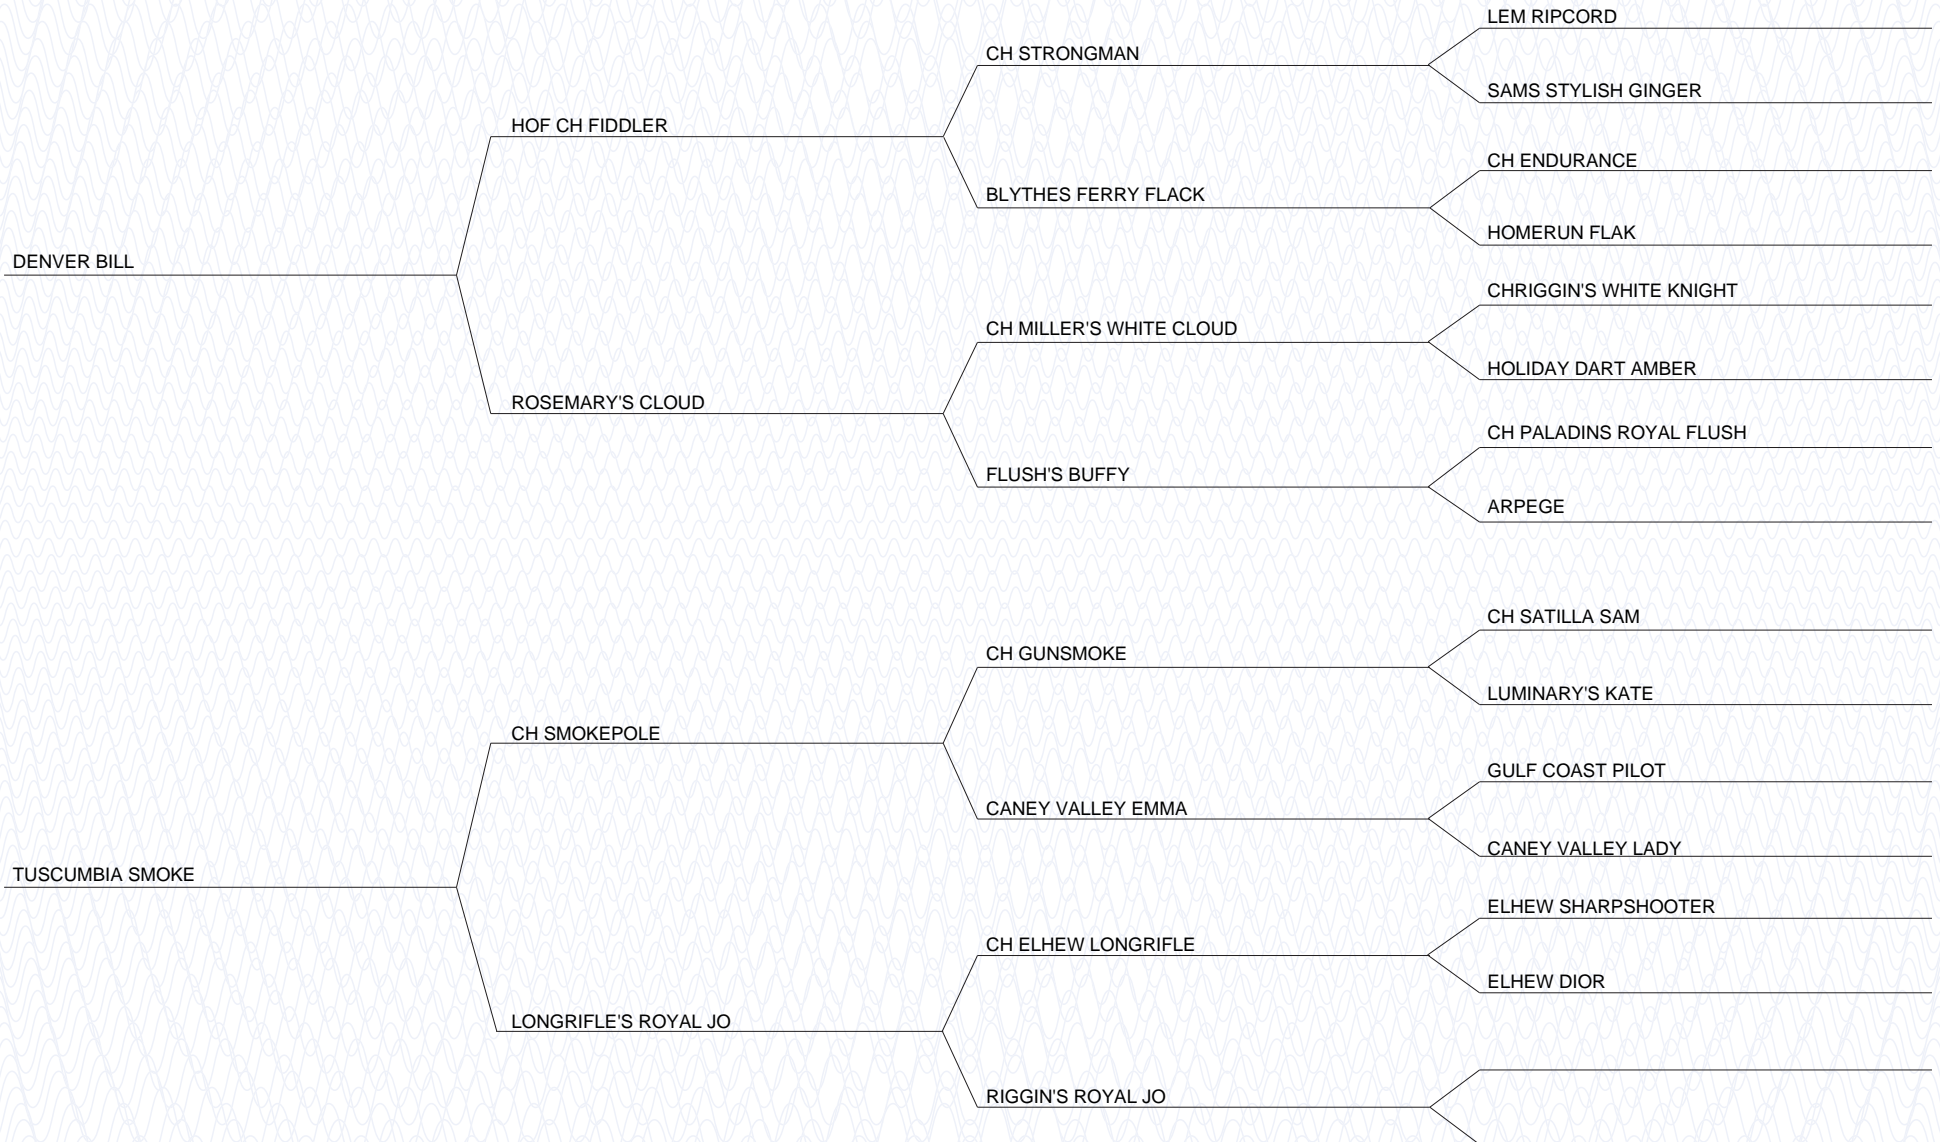 LEM RIPCORD
CH STRONGMAN
SAMS STYLISH GINGER
HOF CH FIDDLER
CH ENDURANCE
BLYTHES FERRY FLACK
HOMERUN FLAK
DENVER BILL
CHRIGGIN'S WHITE KNIGHT
CH MILLER'S WHITE CLOUD
HOLIDAY DART AMBER
ROSEMARY'S CLOUD
CH PALADINS ROYAL FLUSH
FLUSH'S BUFFY
ARPEGE
CH SATILLA SAM
CH GUNSMOKE
LUMINARY'S KATE
CH SMOKEPOLE
GULF COAST PILOT
CANEY VALLEY EMMA
CANEY VALLEY LADY
TUSCUMBIA SMOKE
ELHEW SHARPSHOOTER
CH ELHEW LONGRIFLE
ELHEW DIOR
LONGRIFLE'S ROYAL JO
RIGGIN'S ROYAL JO